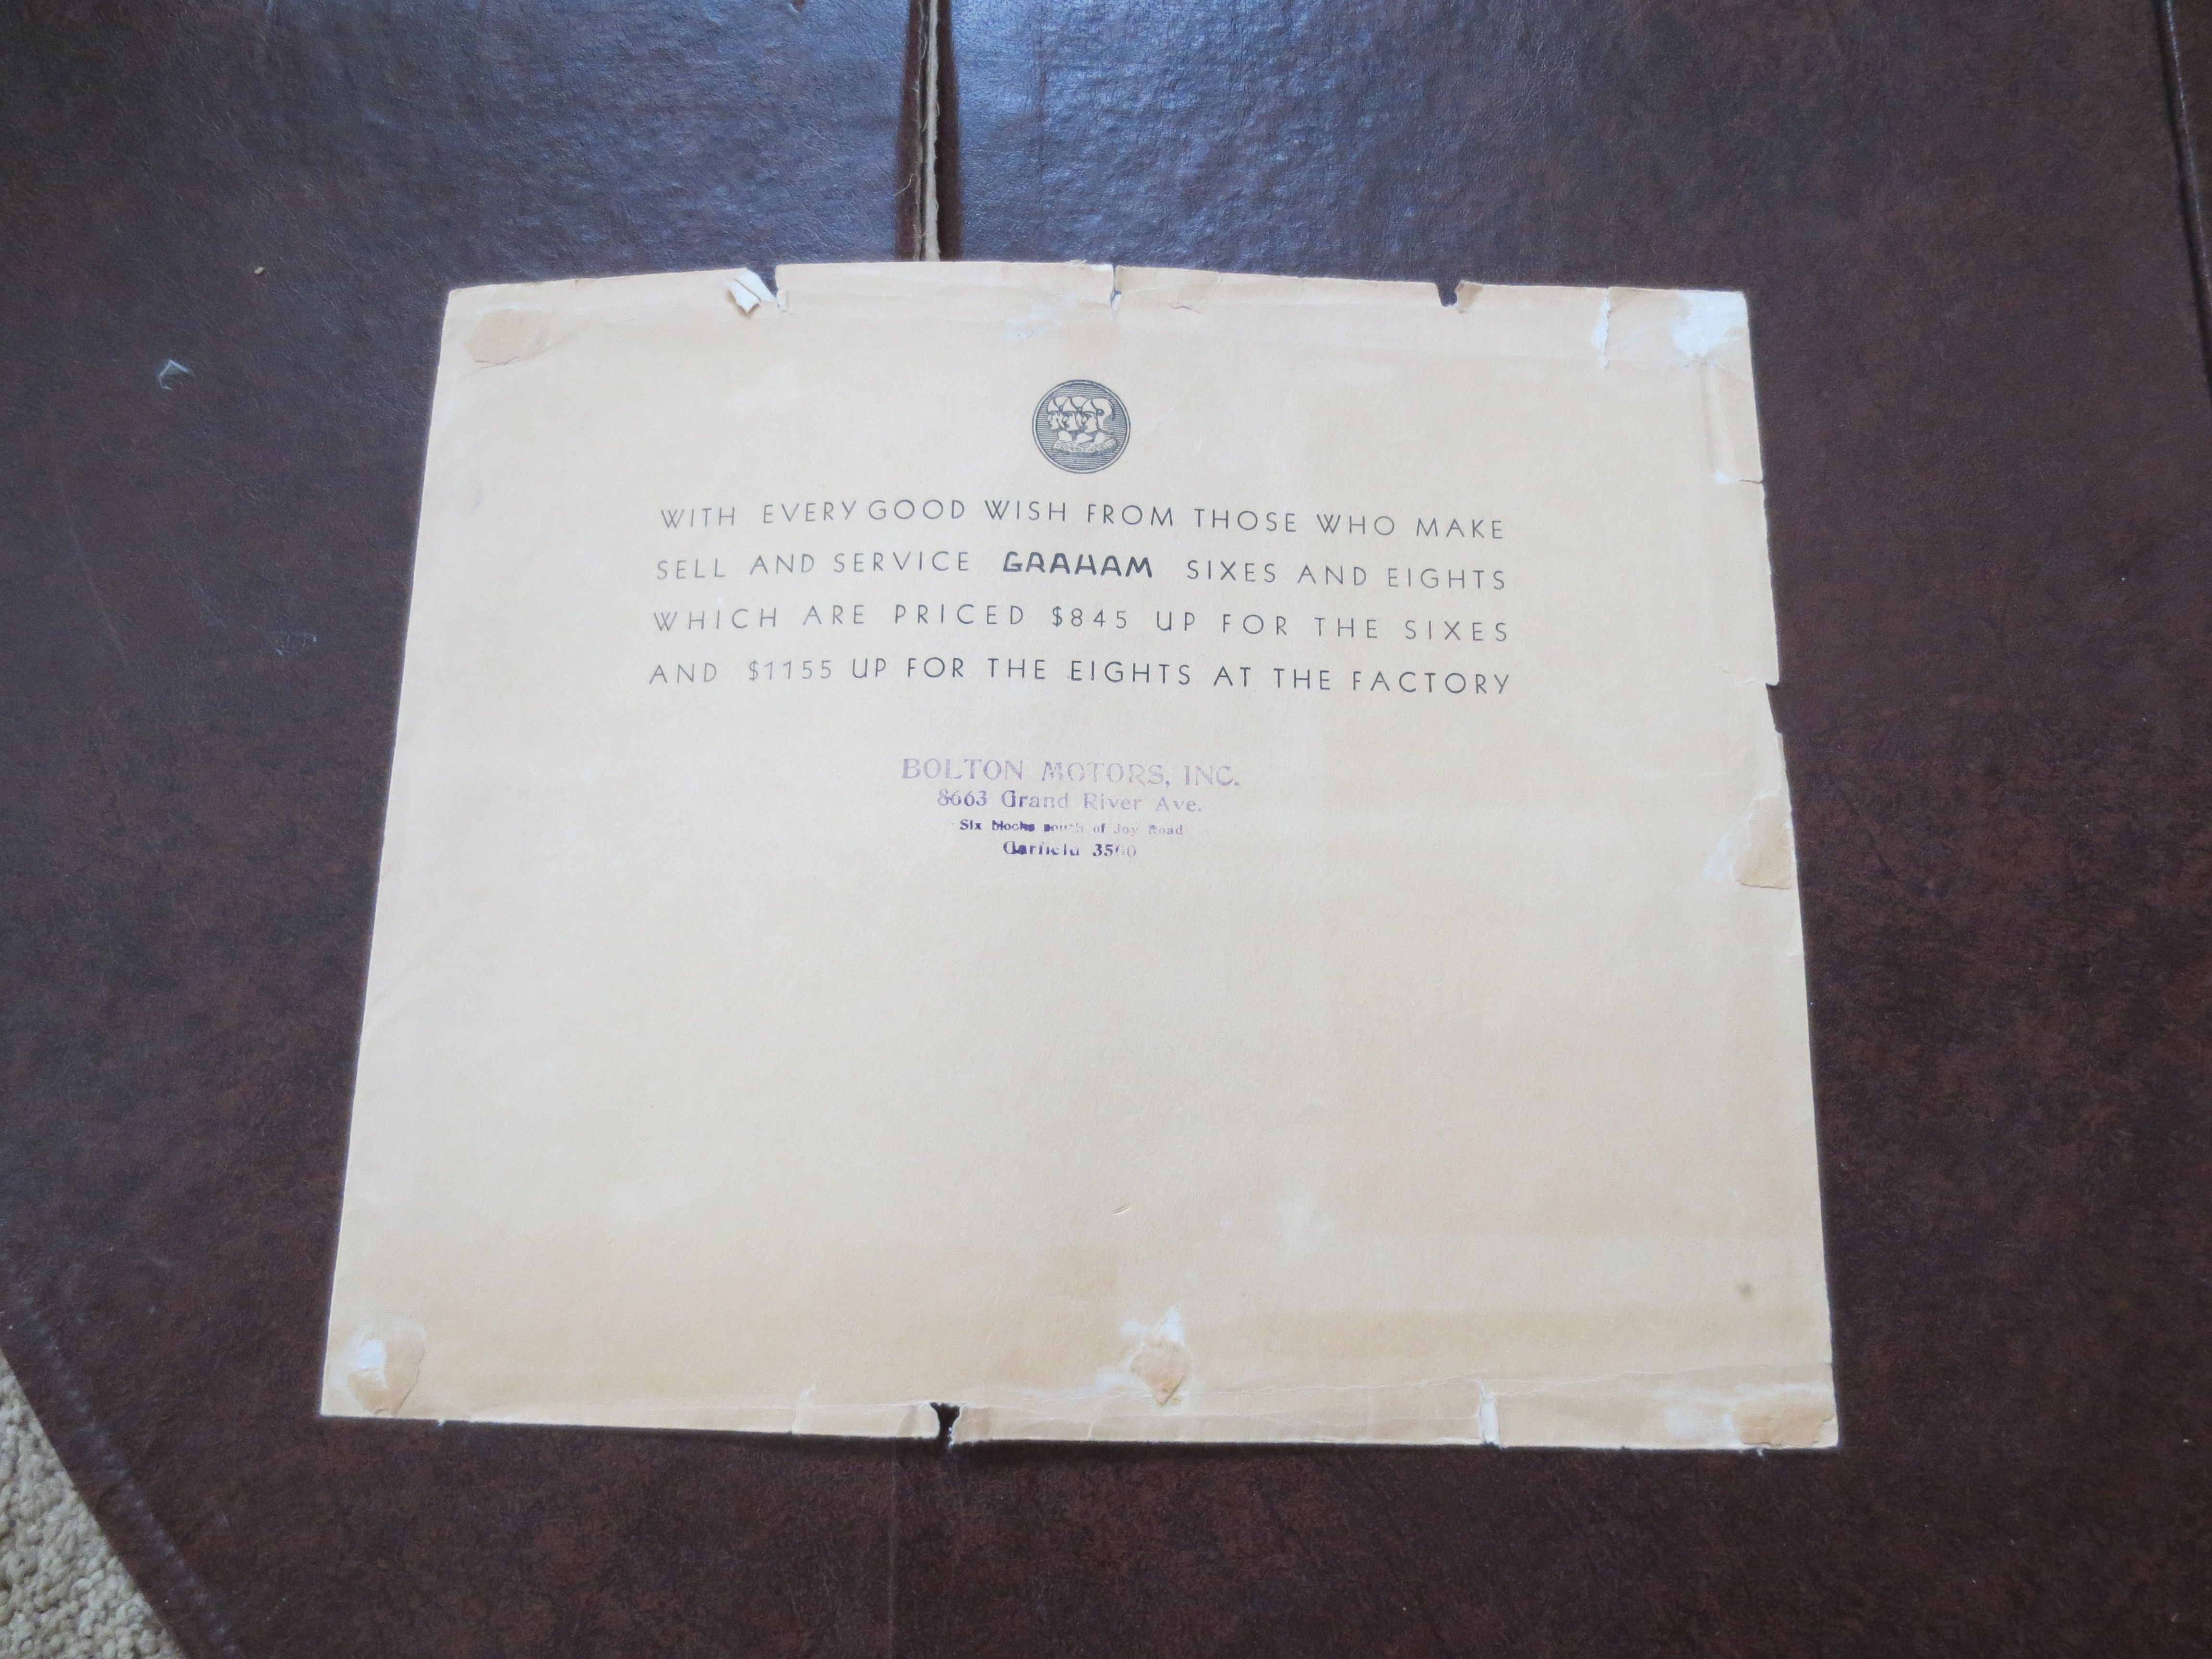 WITH EVERY GOOD WISH FROM THOSE WHO MAKE
SELL AND SERVICE GRAHAM SIXES AND EIGHTS
WHICH ARE PRICED $845 UP FOR THE SIXES
AND $1155 UP FOR THE EIGHTS AT THE FACTORY
BOLTON MOTORS, INC.
8663 Grand River Ave.
Six blocks south of Joy Road
Garfield 3500